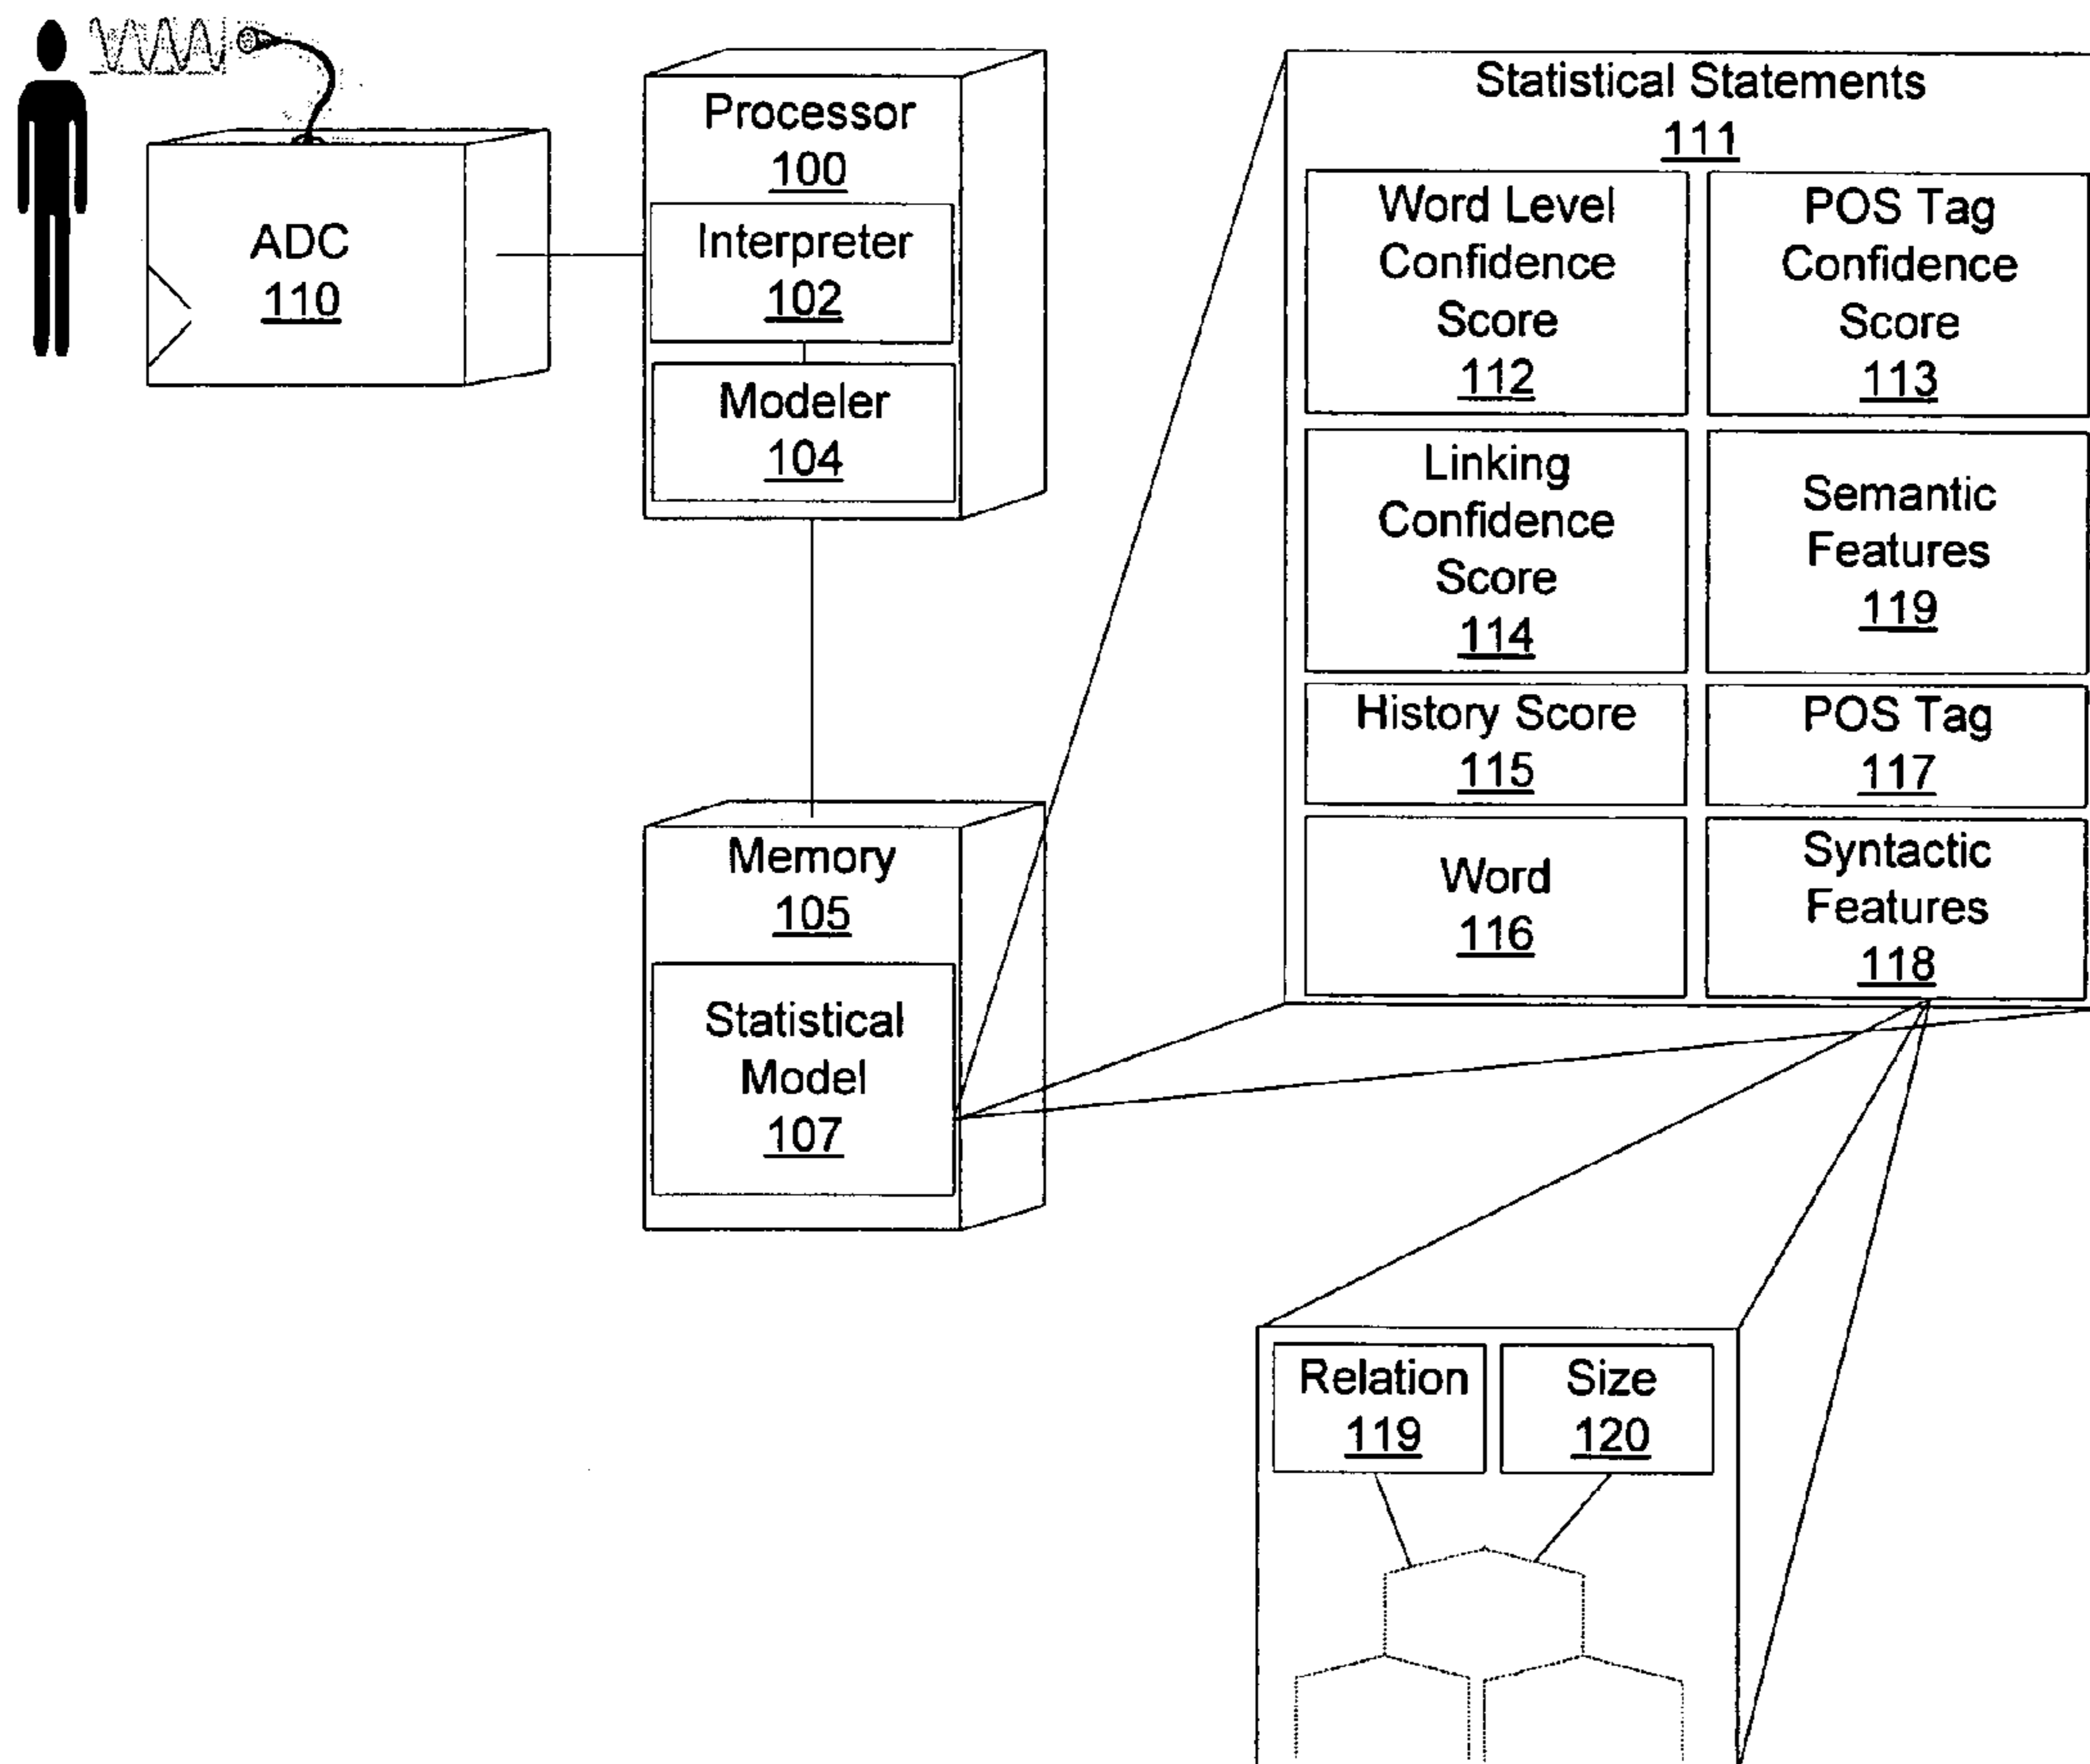 ADC
110
Processor
100
Interpreter
102
Modeler
104
Memory
105
Statistical
Model
107
Statistical Statements
111
Word Level
Confidence
Score
112
POS Tag
Confidence
Score
113
Linking
Confidence
Score
114
Semantic
Features
119
History Score
115
POS Tag
117
Word
116
Syntactic
Features
118
Relation
119
Size
120